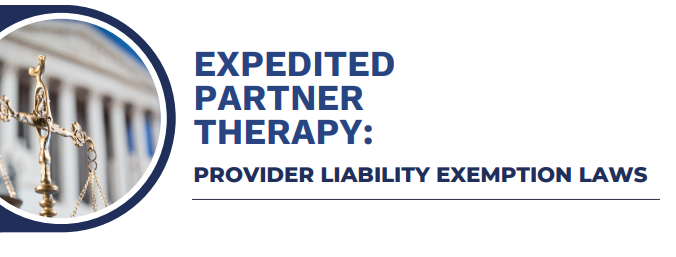 EXPEDITED
PARTNER
THERAPY:
PROVIDER LIABILITY EXEMPTION LAWS